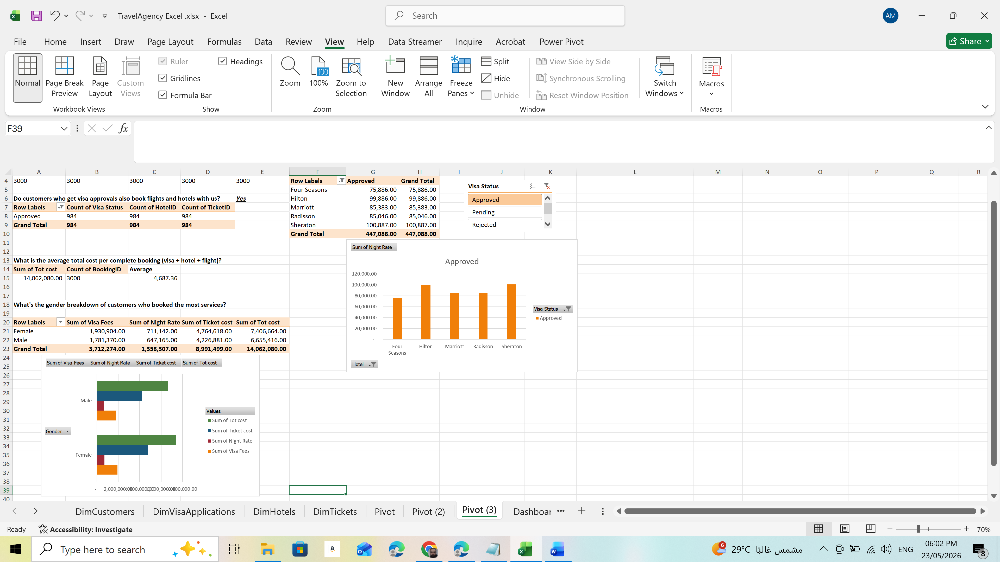 TravelAgency Excel .xlsx - Excel
Search
AM
File Home Insert Draw Page Layout Formulas Data Review View Help Data Streamer Inquire Acrobat Power Pivot
Share
Normal
Page Break Preview
Page Layout
Custom Views
Workbook Views
Ruler
Headings
Gridlines
Formula Bar
Show
Zoom
100
100%
Zoom to Selection
Zoom
New Window
Arrange All
Freeze Panes
Split
Hide
Unhide
View Side by Side
Synchronous Scrolling
Reset Window Position
Window
Switch Windows
Macros
Macros
F39
fx
A B C D E F G H I J K L M N O P Q R
4 3000 3000 3000 3000 3000 Row Labels Approved Grand Total
5 Four Seasons 75,886.00 75,886.00
6 Do customers who get visa approvals also book flights and hotels with us? Yes Hilton 99,886.00 99,886.00
7 Row Labels Count of Visa Status Count of HotelID Count of TicketID Marriott 85,383.00 85,383.00
8 Approved 984 984 984 Radisson 85,046.00 85,046.00
9 Grand Total 984 984 984 Sheraton 100,887.00 100,887.00
10 Grand Total 447,088.00 447,088.00
11
12
13 What is the average total cost per complete booking (visa + hotel + flight)?
14 Sum of Tot cost Count of BookingID Average
15 14,062,080.00 3000 4,687.36
16
17
18 What's the gender breakdown of customers who booked the most services?
19
20 Row Labels Sum of Visa Fees Sum of Night Rate Sum of Ticket cost Sum of Tot cost
21 Female 1,930,904.00 711,142.00 4,764,618.00 7,406,664.00
22 Male 1,781,370.00 647,165.00 4,226,881.00 6,655,416.00
23 Grand Total 3,712,274.00 1,358,307.00 8,991,499.00 14,062,080.00
24
25
26
27
28
29
30
31
32
33
34
35
36
37
38
39
40
Visa Status
Approved
Pending
Rejected
Sum of Night Rate
Approved
120,000.00
100,000.00
80,000.00
60,000.00
40,000.00
20,000.00
-
Four Seasons Hilton Marriott Radisson Sheraton
Visa Status
Approved
Hotel
Sum of Visa Fees Sum of Night Rate Sum of Ticket cost Sum of Tot cost
Male
Female
Gender
Values
Sum of Tot cost
Sum of Ticket cost
Sum of Night Rate
Sum of Visa Fees
-
DimCustomers DimVisaApplications DimHotels DimTickets Pivot Pivot (2) Pivot (3) Dashboar
Ready
Accessibility: Investigate
70%
Type here to search
6
29°C مشمس غالبًا
ENG
06:02 PM
23/05/2026
8